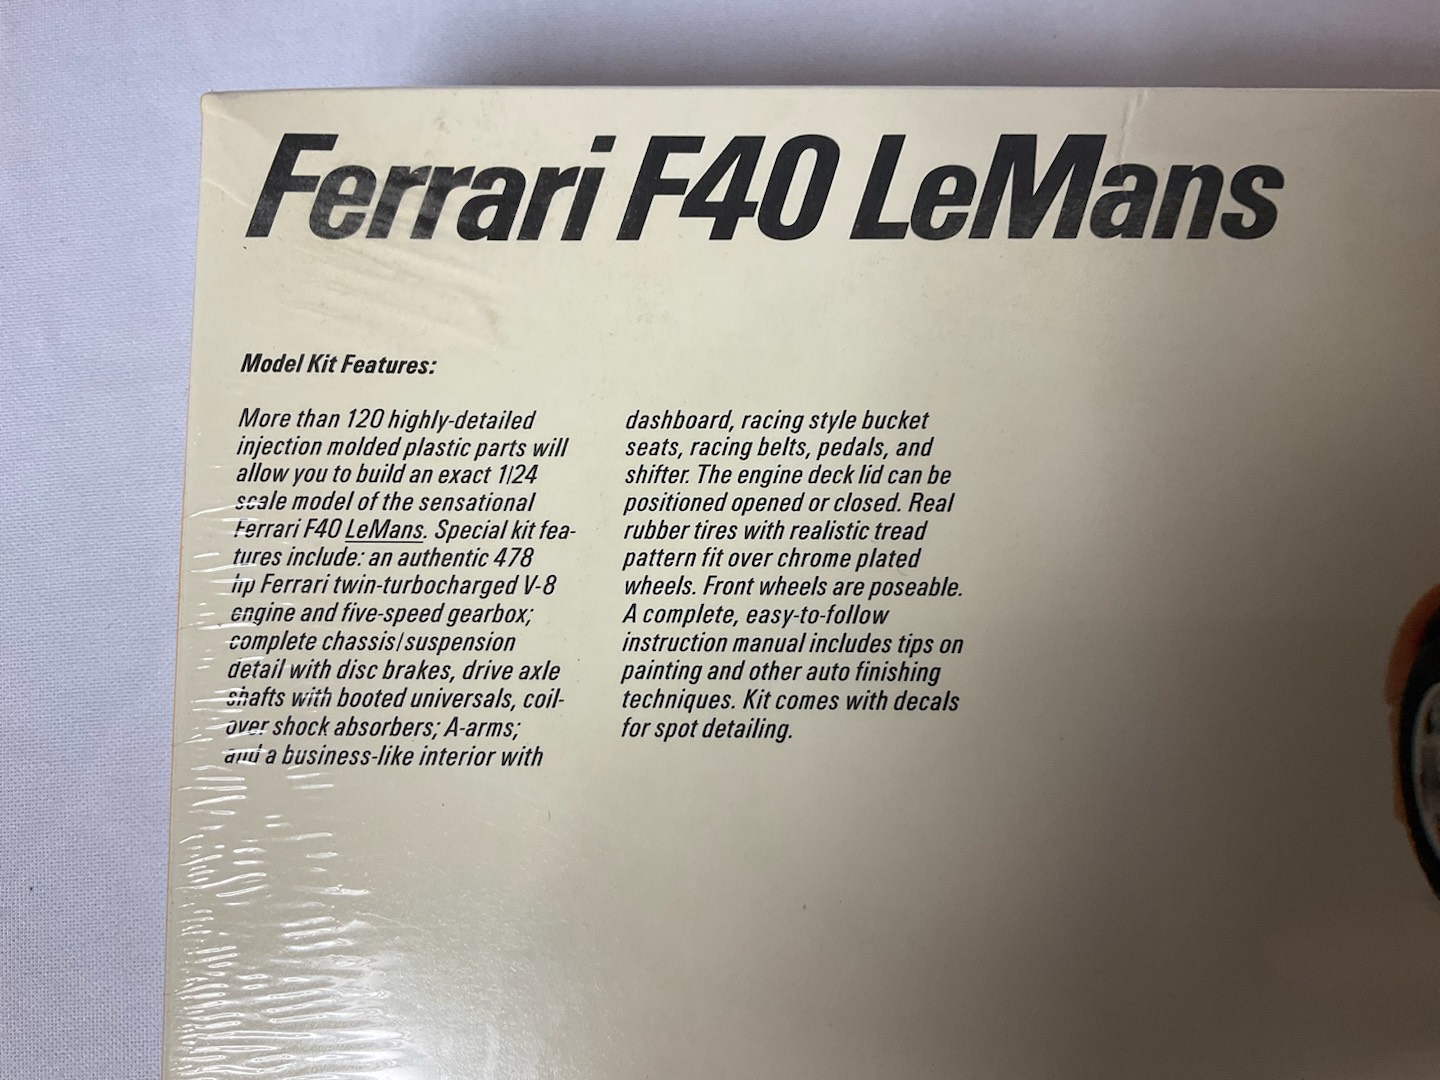 Ferrari F40 LeMans
Model Kit Features:
More than 120 highly-detailed
injection molded plastic parts will
allow you to build an exact 1/24
scale model of the sensational
Ferrari F40 LeMans. Special kit fea-
tures include: an authentic 478
hp Ferrari twin-turbocharged V-8
engine and five-speed gearbox;
complete chassis/suspension
detail with disc brakes, drive axle
shafts with booted universals, coil-
over shock absorbers; A-arms;
and a business-like interior with
dashboard, racing style bucket
seats, racing belts, pedals, and
shifter. The engine deck lid can be
positioned opened or closed. Real
rubber tires with realistic tread
pattern fit over chrome plated
wheels. Front wheels are poseable.
A complete, easy-to-follow
instruction manual includes tips on
painting and other auto finishing
techniques. Kit comes with decals
for spot detailing.